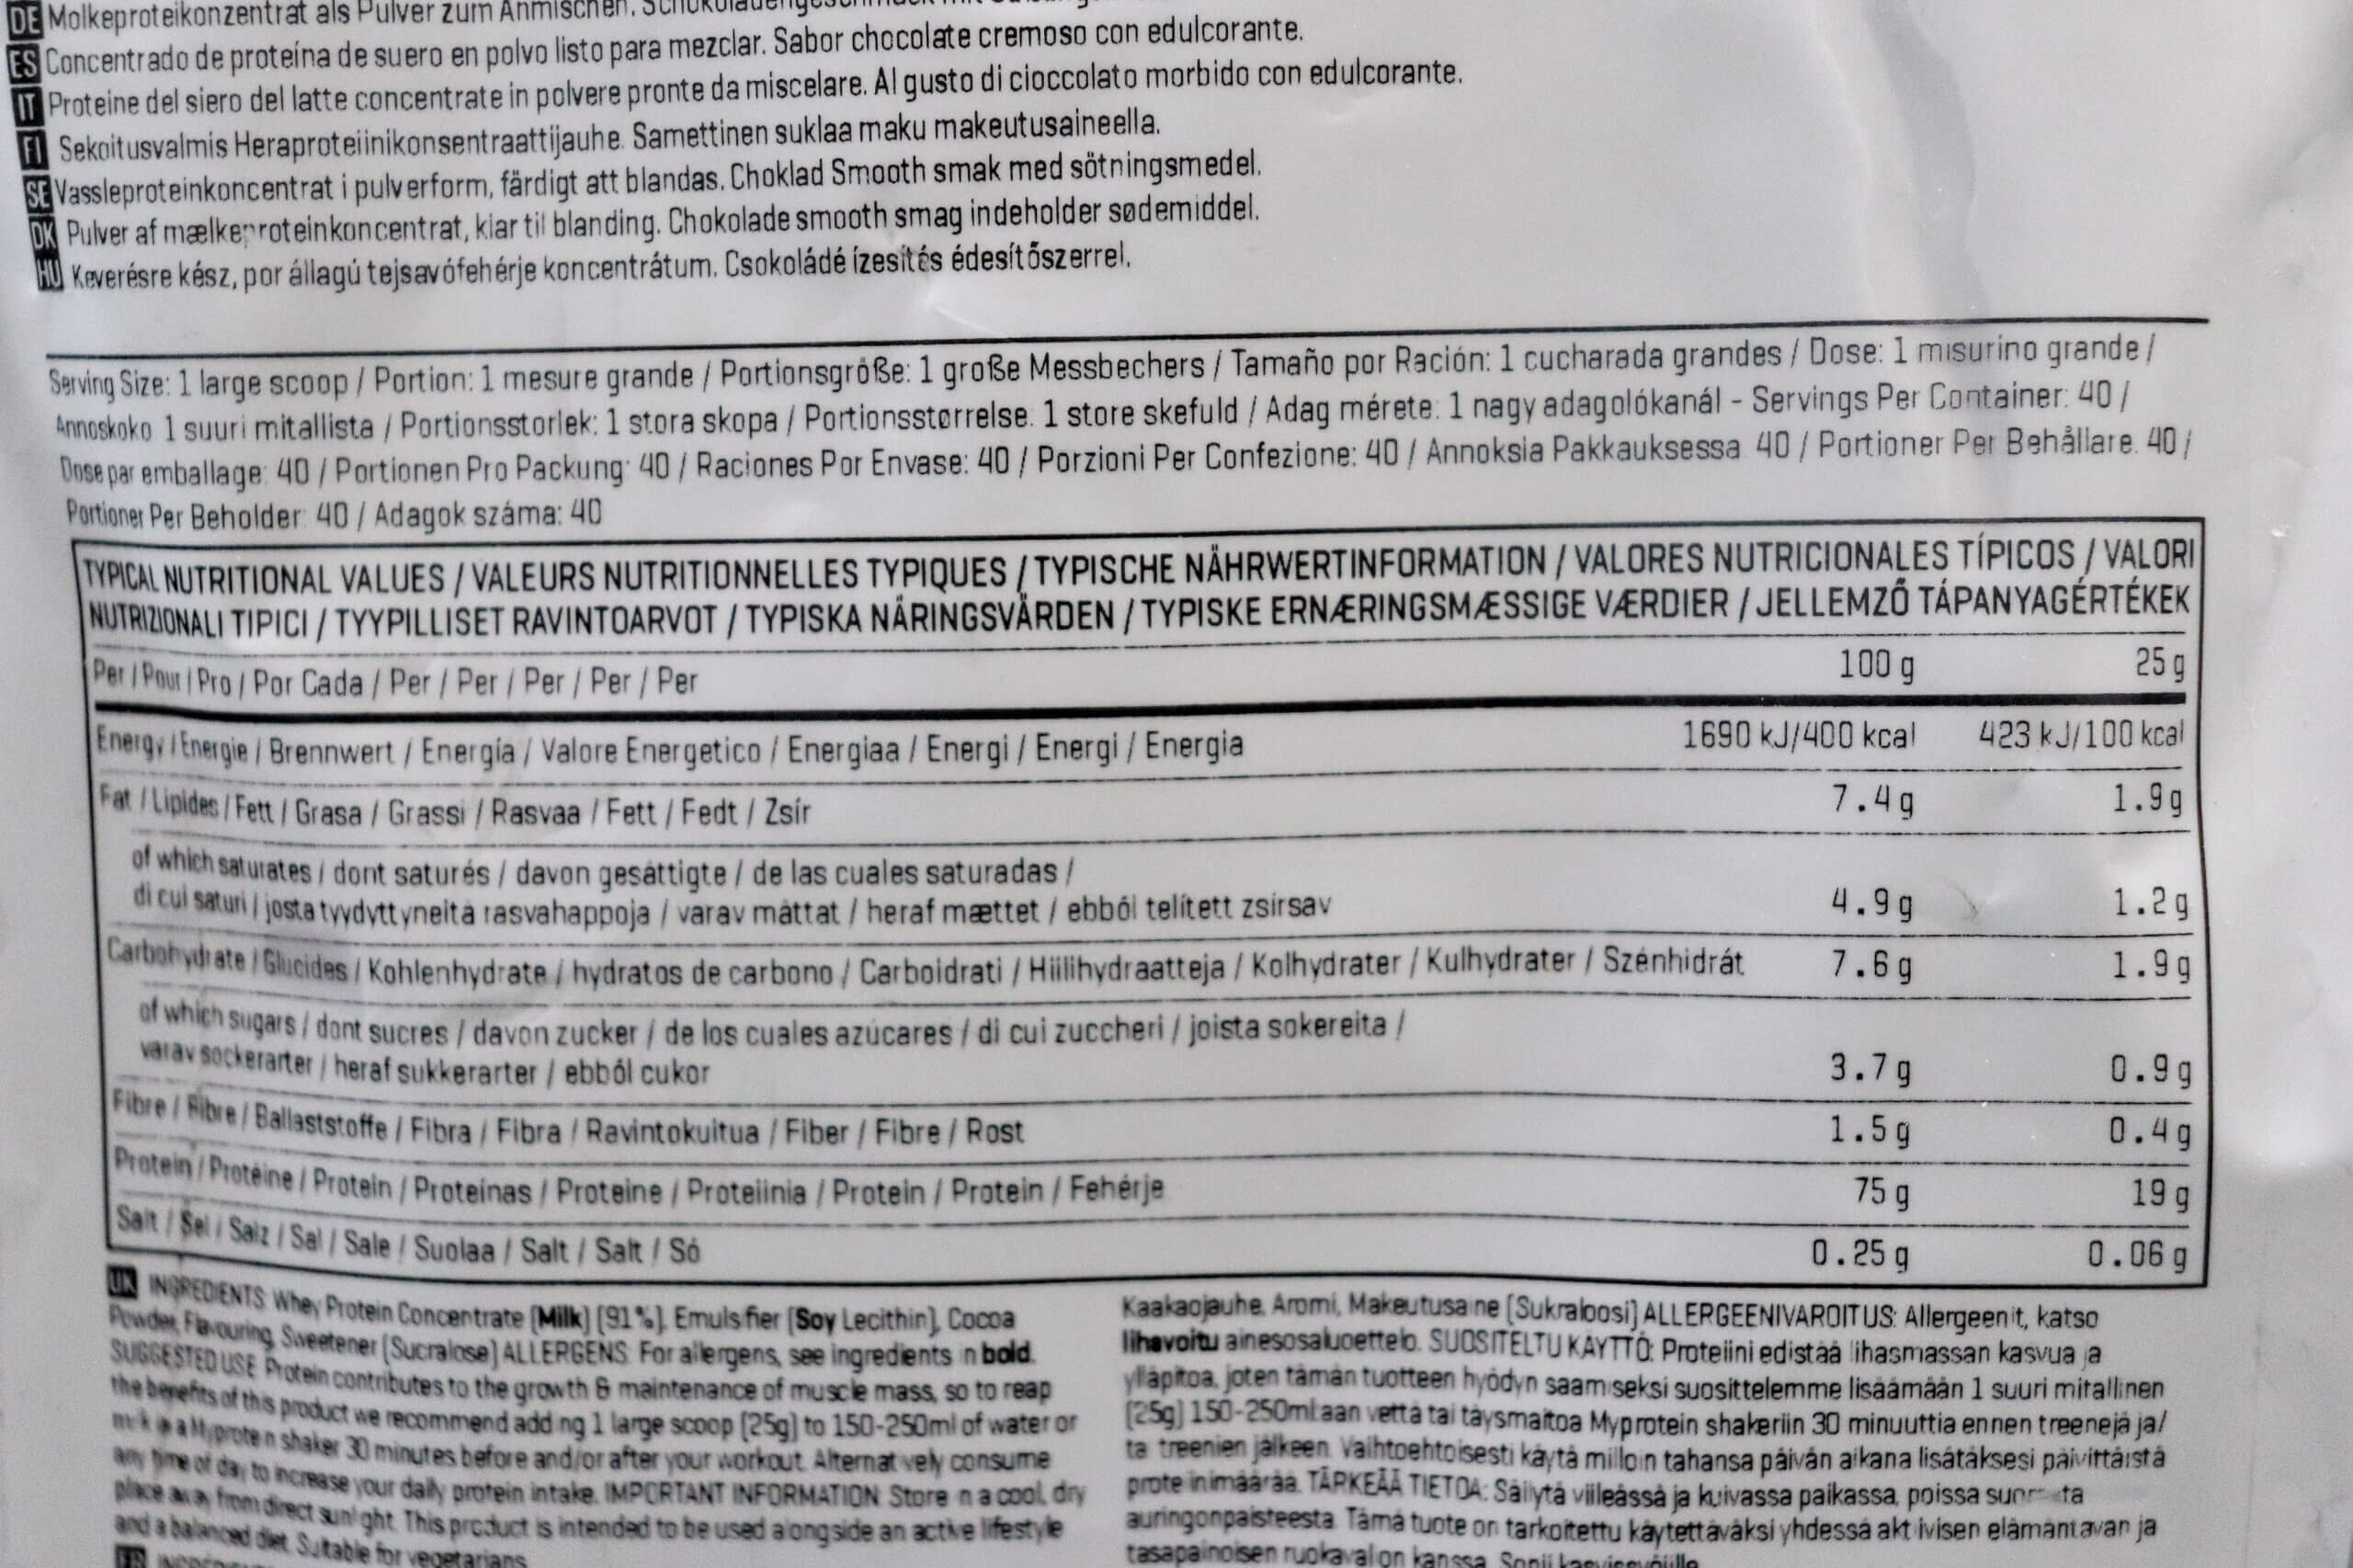 DE Molkeproteikonzentrat als Pulver zum Anmischen.
ES Concentrado de proteína de suero en polvo listo para mezclar. Sabor chocolate cremoso con edulcorante.
IT Proteine del siero del latte concentrate in polvere pronte da miscelare. Al gusto di cioccolato morbido con edulcorante.
FI Sekoitusvalmis Heraproteiinikonsentraattijauhe. Samettinen suklaa maku makeutusaineella.
SE Vassleproteinkoncentrat i pulverform, färdigt att blandas. Choklad Smooth smak med sötningsmedel.
DK Pulver af mælkeproteinkoncentrat, klar til blanding. Chokolade smooth smag indeholder sødemiddel.
HU Keverésre kész, por állagú tejsavófehérje koncentrátum. Csokoládé ízesítés édesítőszerrel.
Serving Size: 1 large scoop / Portion: 1 mesure grande / Portionsgröße: 1 große Messbechers / Tamaño por Ración: 1 cucharada grandes / Dose: 1 misurino grande /
Annoskoko 1 suuri mitallista / Portionsstorlek: 1 stora skopa / Portionsstørrelse. 1 store skefuld / Adag mérete: 1 nagy adagolókanál - Servings Per Container: 40 /
Dose par emballage: 40 / Portionen Pro Packung: 40 / Raciones Por Envase: 40 / Porzioni Per Confezione: 40 / Annoksia Pakkauksessa 40 / Portioner Per Behållare. 40 /
Portioner Per Beholder: 40 / Adagok száma: 40
TYPICAL NUTRITIONAL VALUES / VALEURS NUTRITIONNELLES TYPIQUES / TYPISCHE NÄHRWERTINFORMATION / VALORES NUTRICIONALES TÍPICOS / VALORI
NUTRIZIONALI TIPICI / TYYPILLISET RAVINTOARVOT / TYPISKA NÄRINGSVÄRDEN / TYPISKE ERNÆRINGSMÆSSIGE VÆRDIER / JELLEMZŐ TÁPANYAGÉRTÉKEK
Per / Pour / Pro / Por Cada / Per / Per / Per / Per / Per 100 g 25 g
Energy / Energie / Brennwert / Energía / Valore Energetico / Energiaa / Energi / Energi / Energia 1690 kJ/400 kcal 423 kJ/100 kcal
Fat / Lipides / Fett / Grasa / Grassi / Rasvaa / Fett / Fedt / Zsír 7.4 g 1.9 g
of which saturates / dont saturés / davon gesättigte / de las cuales saturadas /
di cui saturi / josta tyydyttyneitä rasvahappoja / varav mättat / heraf mættet / ebből telített zsírsav 4.9 g 1.2 g
Carbohydrate / Glucides / Kohlenhydrate / hydratos de carbono / Carboidrati / Hiilihydraatteja / Kolhydrater / Kulhydrater / Szénhidrát 7.6 g 1.9 g
of which sugars / dont sucres / davon zucker / de los cuales azúcares / di cui zuccheri / joista sokereita /
varav sockerarter / heraf sukkerarter / ebből cukor 3.7 g 0.9 g
Fibre / Fibre / Ballaststoffe / Fibra / Fibra / Ravintokuitua / Fiber / Fibre / Rost 1.5 g 0.4 g
Protein / Protéine / Protein / Proteínas / Proteine / Proteiinia / Protein / Protein / Fehérje 75 g 19 g
Salt / Sel / Salz / Sal / Sale / Suolaa / Salt / Salt / Só 0.25 g 0.06 g
UK INGREDIENTS: Whey Protein Concentrate (Milk) (91%), Emulsifier (Soy Lecithin), Cocoa
Powder, Flavouring, Sweetener (Sucralose) ALLERGENS: For allergens, see ingredients in bold.
SUGGESTED USE: Protein contributes to the growth & maintenance of muscle mass, so to reap
the benefits of this product we recommend adding 1 large scoop (25g) to 150-250ml of water or
milk in a Myprotein shaker 30 minutes before and/or after your workout. Alternatively consume
any time of day to increase your daily protein intake. IMPORTANT INFORMATION: Store in a cool, dry
place away from direct sunlight. This product is intended to be used alongside an active lifestyle
and a balanced diet. Suitable for vegetarians
Kaakaojauhe, Aromi, Makeutusaine (Sukraloosi) ALLERGEENIVAROITUS: Allergeenit, katso
lihavoitu ainesosaluettelo. SUOSITELTU KÄYTTÖ: Proteiini edistää lihasmassan kasvua ja
ylläpitoa, joten tämän tuotteen hyödyn saamiseksi suosittelemme lisäämään 1 suuri mitallinen
(25g) 150-250ml:aan vettä tai täysmaitoa Myprotein shakeriin 30 minuuttia ennen treenejä ja/
ta treenien jälkeen. Vaihtoehtoisesti käytä milloin tahansa päivän aikana lisätäksesi päivittäistä
proteiinimäärää. TÄRKEÄÄ TIETOA: Säilytä viileässä ja kuivassa paikassa, poissa
auringonpaisteesta. Tämä tuote on tarkoitettu käytettäväksi yhdessä aktiivisen elämäntavan ja
tasapainoisen ruokavalion kanssa. Sopii